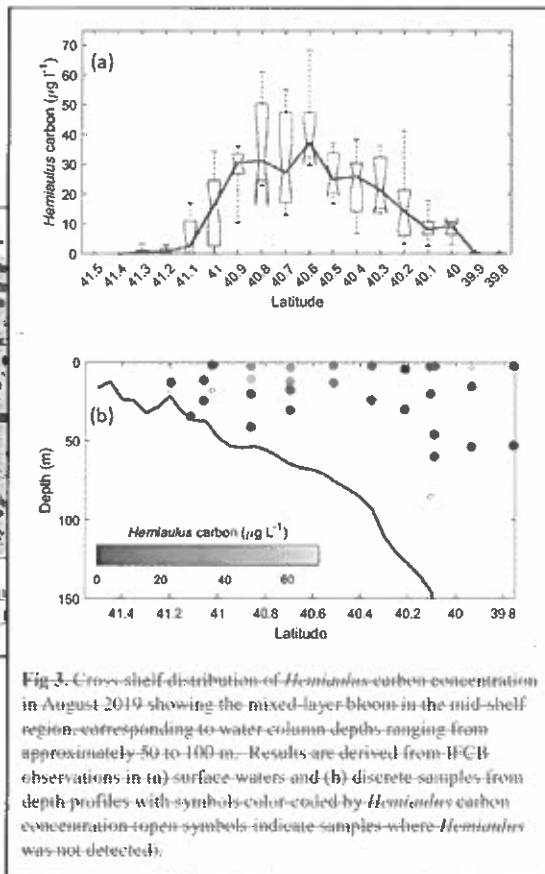 (a)
Hemiaulus carbon (μg l⁻¹)
70
60
50
40
30
20
10
0
41.5 41.4 41.3 41.2 41.1 41 40.9 40.8 40.7 40.6 40.5 40.4 40.3 40.2 40.1 40 39.9 39.8
Latitude
(b)
Depth (m)
0
50
100
150
Hemiaulus carbon (μg L⁻¹)
0 20 40 60
41.4 41.2 41 40.8 40.6 40.4 40.2 40 39.8
Latitude
Fig 3. Cross-shelf distribution of Hemiaulus carbon concentration
in August 2019 showing the mixed-layer bloom in the mid-shelf
region, corresponding to water column depths ranging from
approximately 50 to 100 m. Results are derived from IFCB
observations in (a) surface waters and (b) discrete samples from
depth profiles with symbols color-coded by Hemiaulus carbon
concentration (open symbols indicate samples where Hemiaulus
was not detected).